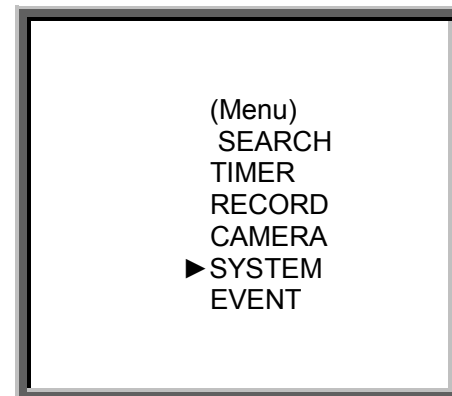 (Menu)
SEARCH
TIMER
RECORD
CAMERA
►SYSTEM
EVENT